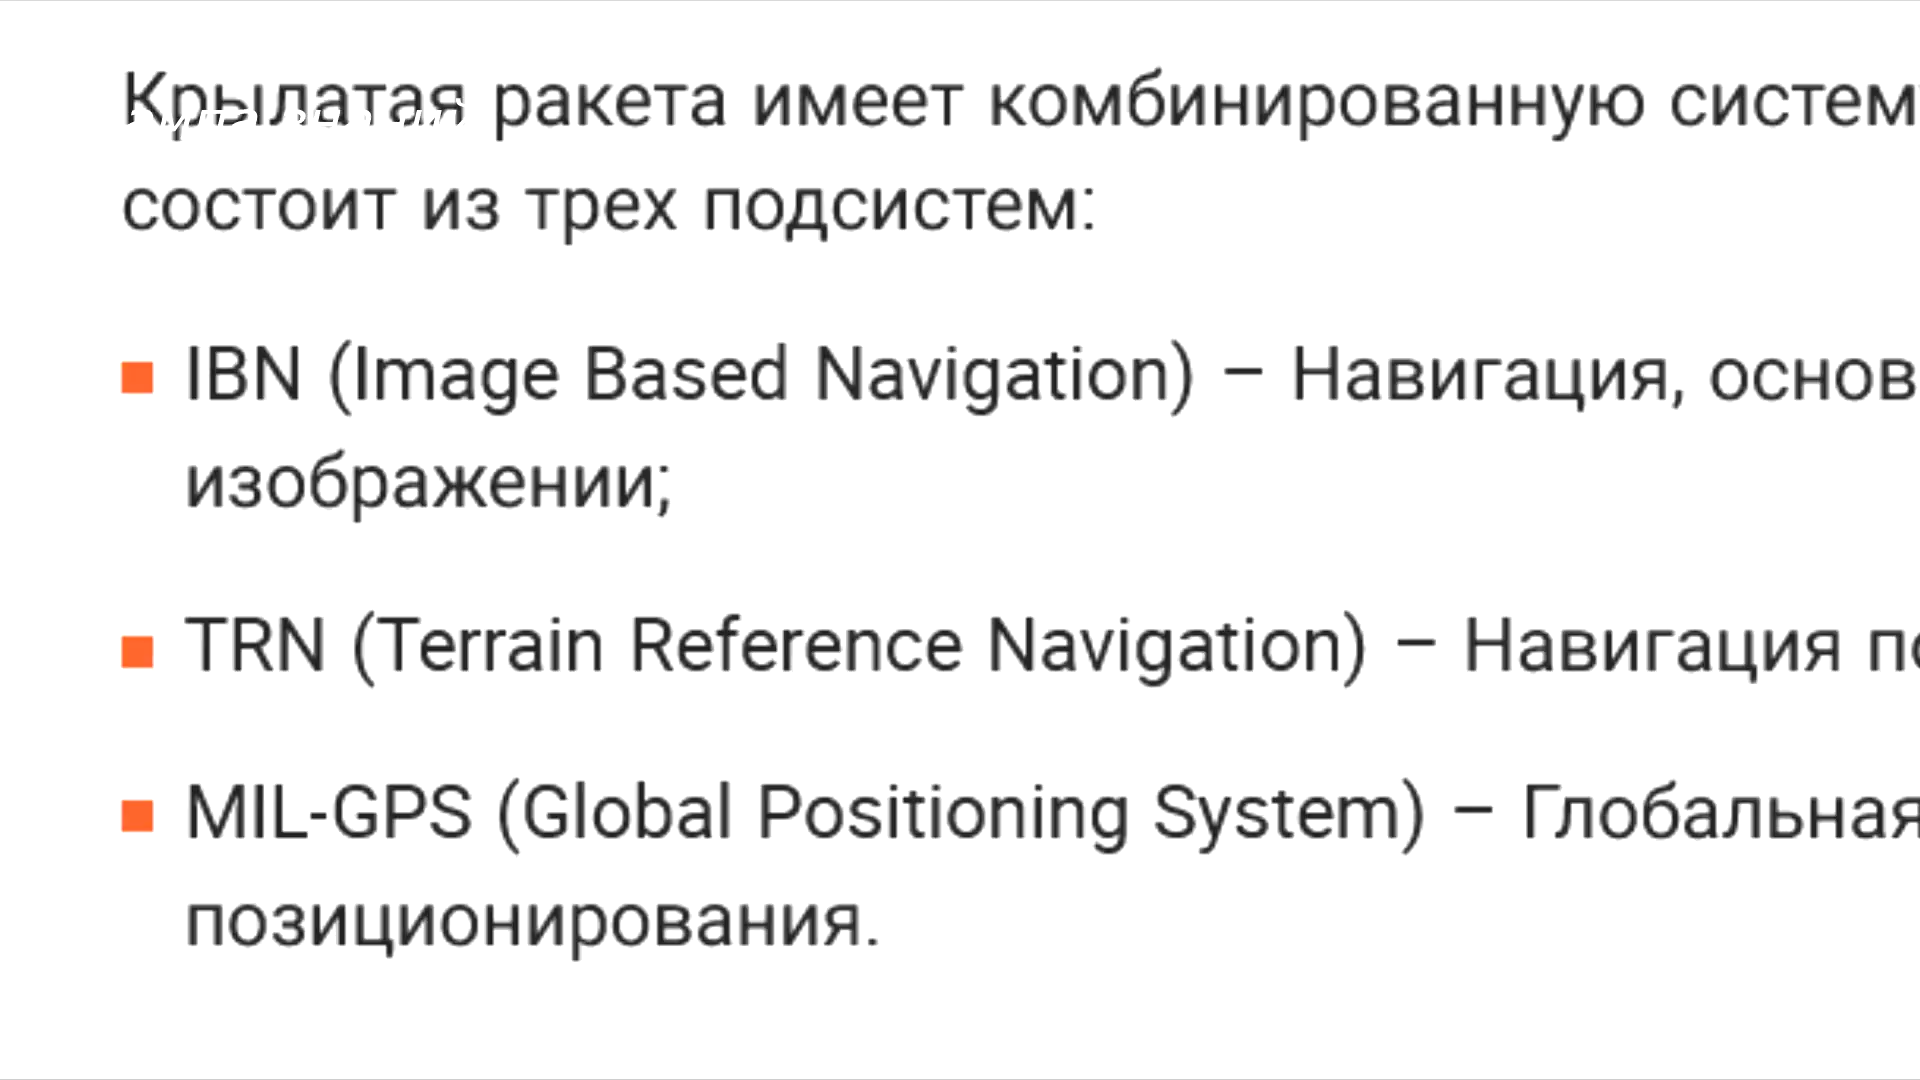 Крылатая ракета имеет комбинированную систему
состоит из трех подсистем:
IBN (Image Based Navigation) – Навигация, основ
изображении;
TRN (Terrain Reference Navigation) – Навигация по
MIL-GPS (Global Positioning System) – Глобальная
позиционирования.